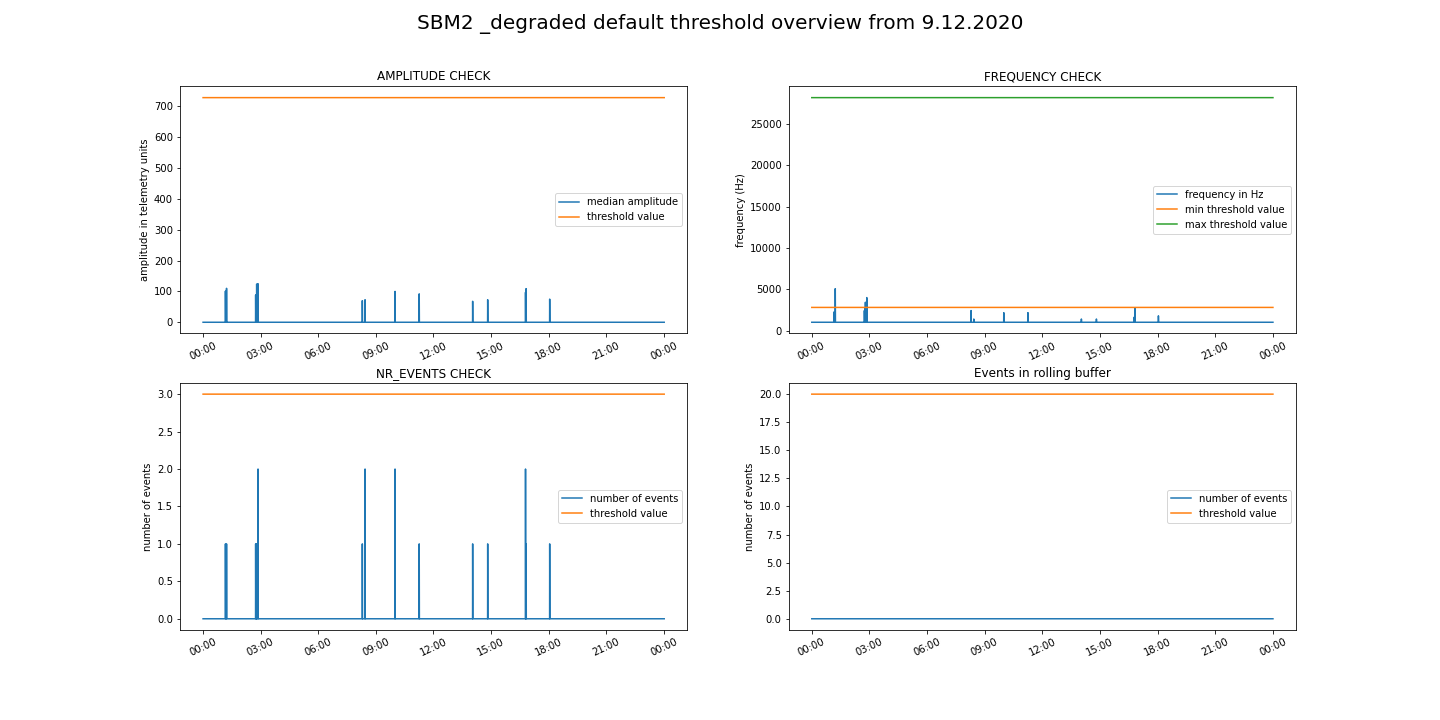 SBM2 _degraded default threshold overview from 9.12.2020
AMPLITUDE CHECK
amplitude in telemetry units
700
600
500
400
300
200
100
0
median amplitude
threshold value
00:00 03:00 06:00 09:00 12:00 15:00 18:00 21:00 00:00
FREQUENCY CHECK
frequency (Hz)
25000
20000
15000
10000
5000
0
frequency in Hz
min threshold value
max threshold value
00:00 03:00 06:00 09:00 12:00 15:00 18:00 21:00 00:00
NR_EVENTS CHECK
number of events
3.0
2.5
2.0
1.5
1.0
0.5
0.0
number of events
threshold value
00:00 03:00 06:00 09:00 12:00 15:00 18:00 21:00 00:00
Events in rolling buffer
number of events
20.0
17.5
15.0
12.5
10.0
7.5
5.0
2.5
0.0
number of events
threshold value
00:00 03:00 06:00 09:00 12:00 15:00 18:00 21:00 00:00